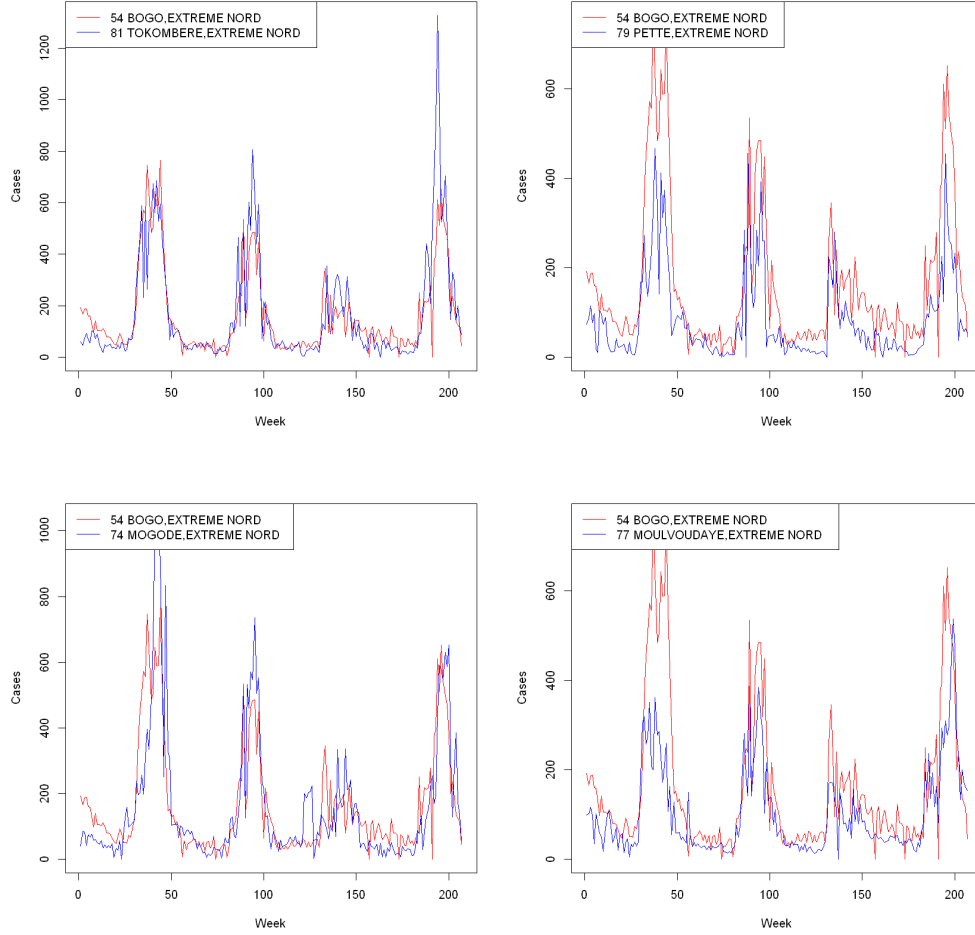 54 BOGO,EXTREME NORD
81 TOKOMBERE,EXTREME NORD
Cases
0
200
400
600
800
1000
1200
0
50
100
150
200
Week
54 BOGO,EXTREME NORD
79 PETTE,EXTREME NORD
Cases
0
200
400
600
0
50
100
150
200
Week
54 BOGO,EXTREME NORD
74 MOGODE,EXTREME NORD
Cases
0
200
400
600
800
1000
0
50
100
150
200
Week
54 BOGO,EXTREME NORD
77 MOULVOUDAYE,EXTREME NORD
Cases
0
200
400
600
0
50
100
150
200
Week